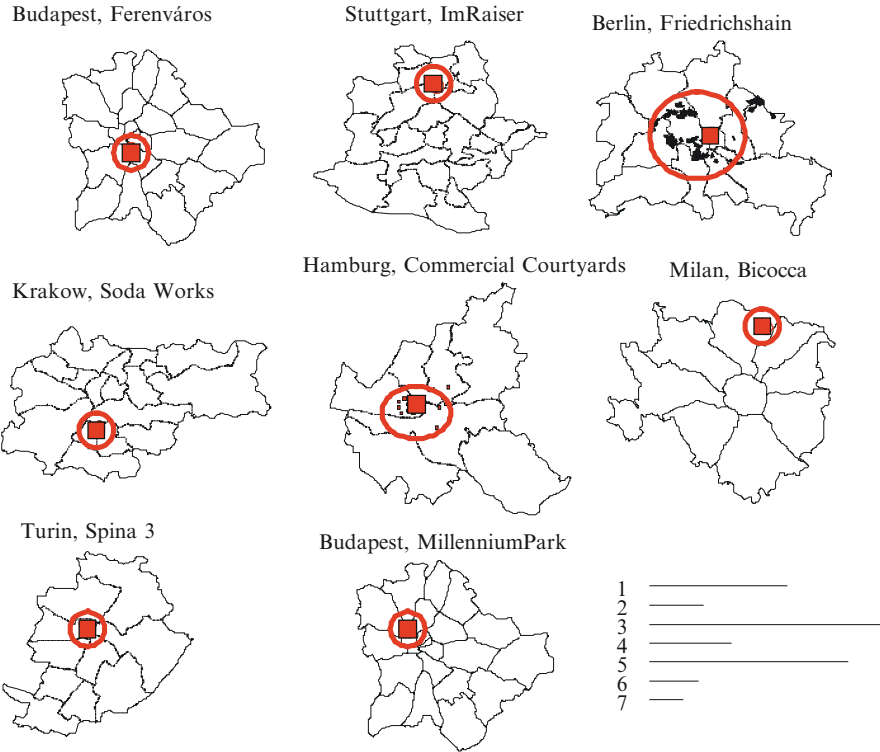 Budapest, Ferenváros
Stuttgart, ImRaiser
Berlin, Friedrichshain
Krakow, Soda Works
Hamburg, Commercial Courtyards
Milan, Bicocca
Turin, Spina 3
Budapest, MillenniumPark
1
2
3
4
5
6
7